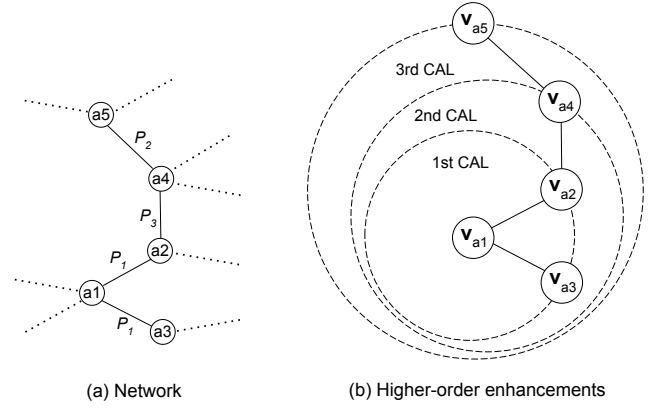 a5
P2
a4
P3
a2
P1
a1
P1
a3
(a) Network
va5
3rd CAL
va4
2nd CAL
1st CAL
va2
va1
va3
(b) Higher-order enhancements